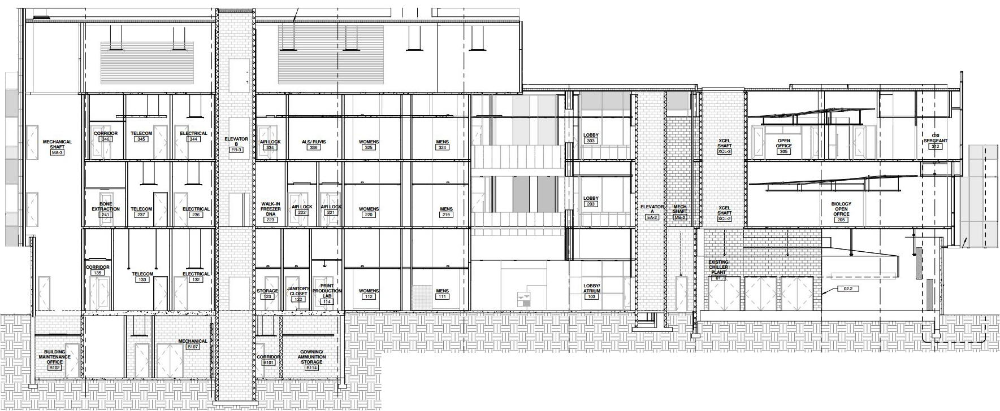 MECHANICAL
SHAFT
MA-3
CORRIDOR
346
TELECOM
345
ELECTRICAL
344
ELEVATOR
B
EB-3
AIR LOCK
334
ALS/ RUVIS
336
WOMENS
325
MENS
324
LOBBY
303
XCEL
SHAFT
XCL-3
OPEN
OFFICE
305
CSI
SERGEANT
312
BONE
EXTRACTION
241
TELECOM
237
ELECTRICAL
236
WALK-IN
FREEZER
DNA
223
AIR LOCK
222
AIR LOCK
221
WOMENS
220
MENS
219
LOBBY
203
ELEVATOR
A
EA-2
MECH
SHAFT
MB-2
XCEL
SHAFT
XCL-2
BIOLOGY
OPEN
OFFICE
205
CORRIDOR
135
TELECOM
133
ELECTRICAL
132
STORAGE
123
JANITOR'S
CLOSET
122
PRINT
PRODUCTION
LAB
114
WOMENS
112
MENS
111
LOBBY/
ATRIUM
103
EXISTING
CHILLER
PLANT
01
02.2
BUILDING
MAINTENANCE
OFFICE
B102
MECHANICAL
B107
CORRIDOR
B101
GOWNING/
AMMUNITION
STORAGE
B114